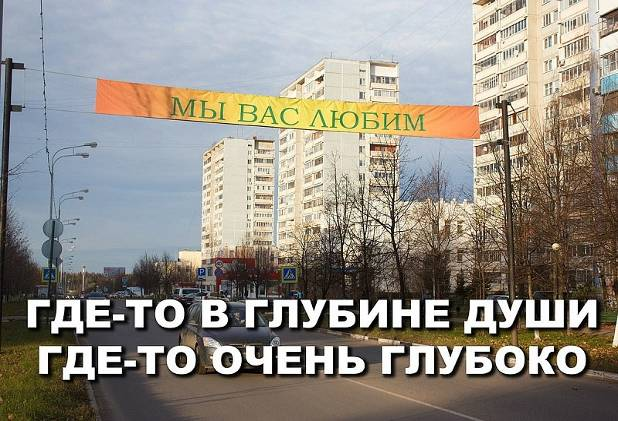 МЫ ВАС ЛЮБИМ
P
ГДЕ-ТО В ГЛУБИНЕ ДУШИ
ГДЕ-ТО ОЧЕНЬ ГЛУБОКО